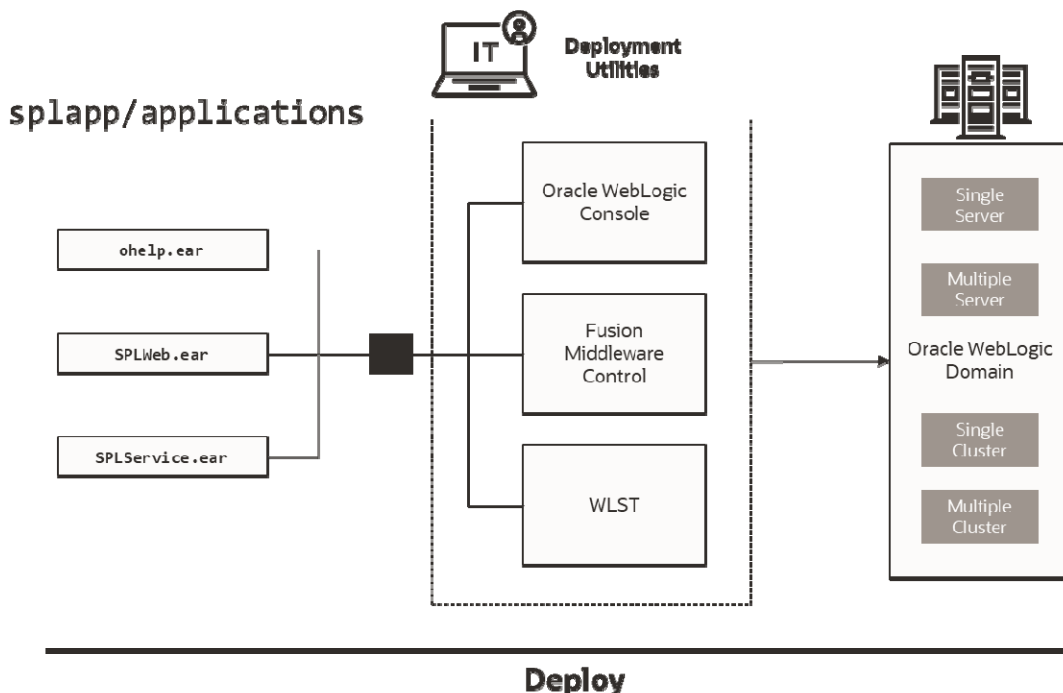 IT
Deployment
Utilities
splapp/applications
ohelp.ear
SPLWeb.ear
SPLService.ear
Oracle WebLogic
Console
Fusion
Middleware
Control
WLST
Single
Server
Multiple
Server
Oracle WebLogic
Domain
Single
Cluster
Multiple
Cluster
Deploy